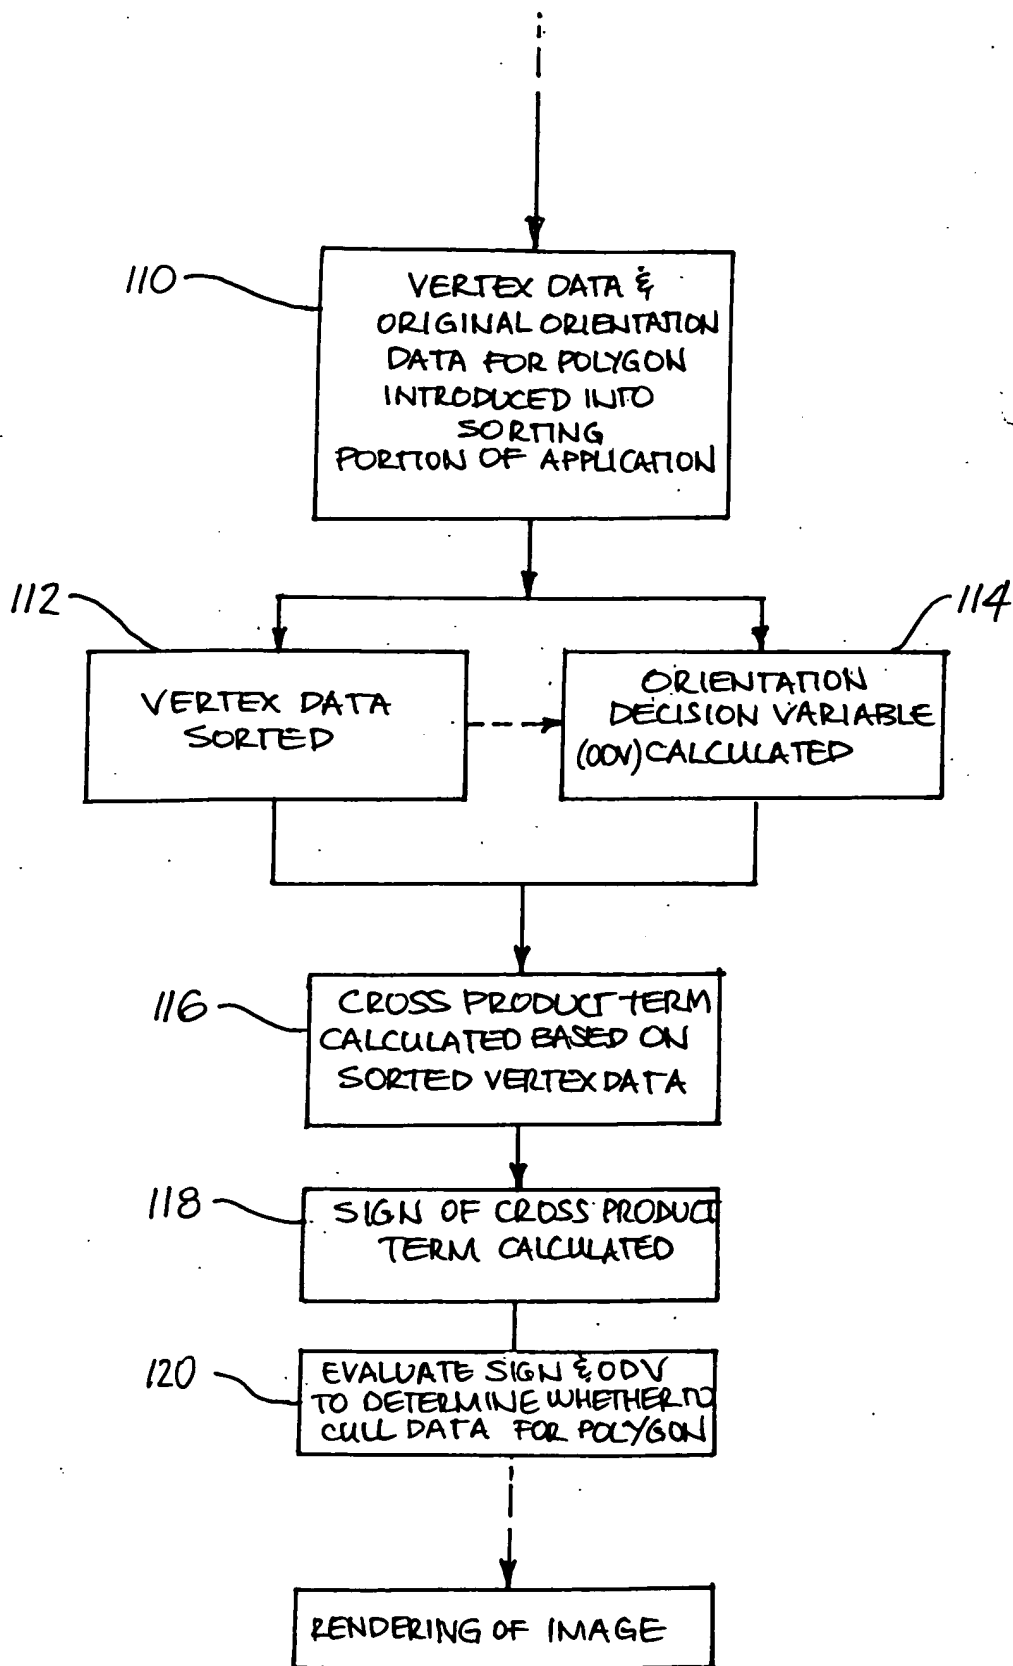 110
VERTEX DATA &
ORIGINAL ORIENTATION
DATA FOR POLYGON
INTRODUCED INTO
SORTING
PORTION OF APPLICATION
112
114
VERTEX DATA
SORTED
ORIENTATION
DECISION VARIABLE
(ODV) CALCULATED
116
CROSS PRODUCT TERM
CALCULATED BASED ON
SORTED VERTEX DATA
118
SIGN OF CROSS PRODUCT
TERM CALCULATED
120
EVALUATE SIGN & ODV
TO DETERMINE WHETHER TO
CULL DATA FOR POLYGON
RENDERING OF IMAGE